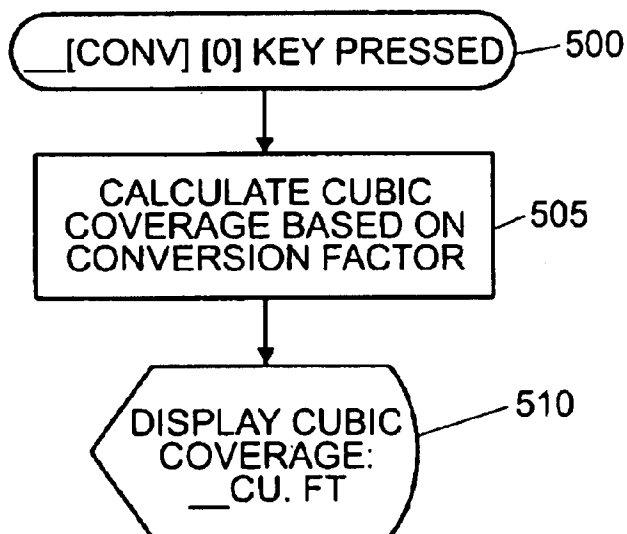 __[CONV] [0] KEY PRESSED
500
CALCULATE CUBIC
COVERAGE BASED ON
CONVERSION FACTOR
505
DISPLAY CUBIC
COVERAGE:
__CU. FT
510